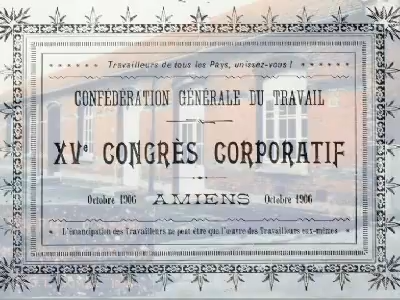 Travailleurs de tous les Pays, unissez-vous !
CONFÉDÉRATION GÉNÉRALE DU TRAVAIL
XVe CONGRÈS CORPORATIF
Octobre 1906 AMIENS Octobre 1906
L'émancipation des Travailleurs ne peut être que l'œuvre des Travailleurs eux-mêmes